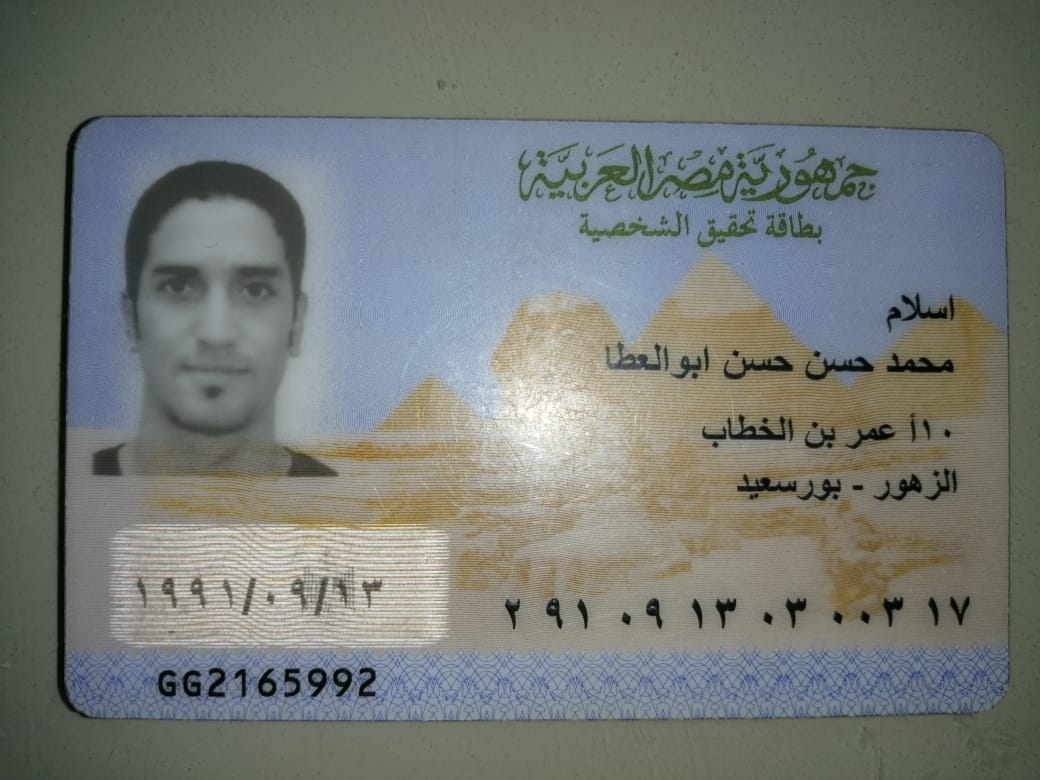 جمهورية مصر العربية
بطاقة تحقيق الشخصية
اسلام
محمد حسن حسن ابوالعطا
١٠أ عمر بن الخطاب
الزهور - بورسعيد
١٩٩١/٠٩/١٣
٢ ٩١ ٠٩ ١٣ ٠٣ ٠٠٣ ١٧
GG2165992